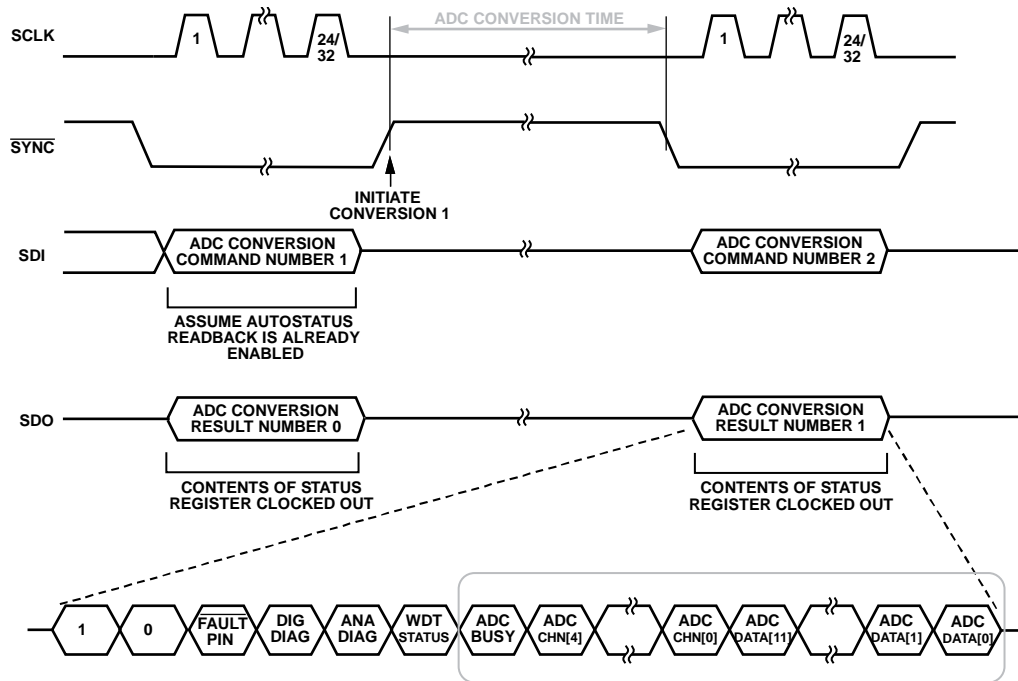 ADC CONVERSION TIME
SCLK
1
24/
32
1
24/
32
SYNC
INITIATE
CONVERSION 1
SDI
ADC CONVERSION
COMMAND NUMBER 1
ADC CONVERSION
COMMAND NUMBER 2
ASSUME AUTOSTATUS
READBACK IS ALREADY
ENABLED
SDO
ADC CONVERSION
RESULT NUMBER 0
ADC CONVERSION
RESULT NUMBER 1
CONTENTS OF STATUS
REGISTER CLOCKED OUT
CONTENTS OF STATUS
REGISTER CLOCKED OUT
1
0
FAULT
PIN
DIG
DIAG
ANA
DIAG
WDT
STATUS
ADC
BUSY
ADC
CHN[4]
ADC
CHN[0]
ADC
DATA[11]
ADC
DATA[1]
ADC
DATA[0]